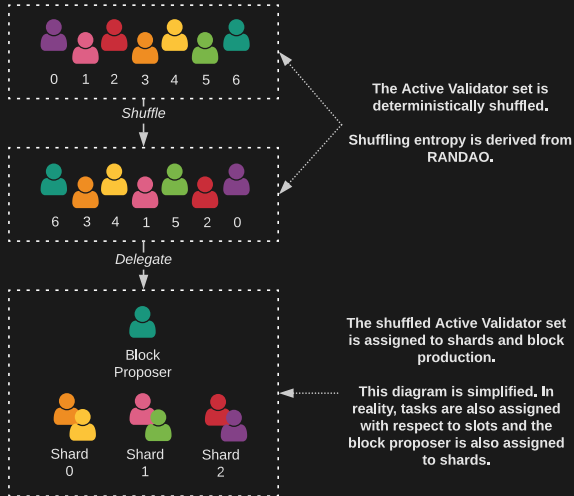 0 1 2 3 4 5 6
Shuffle
The Active Validator set is
deterministically shuffled.
Shuffling entropy is derived from
RANDAO.
6 3 4 1 5 2 0
Delegate
Block
Proposer
Shard
0
Shard
1
Shard
2
The shuffled Active Validator set
is assigned to shards and block
production.
This diagram is simplified. In
reality, tasks are also assigned
with respect to slots and the
block proposer is also assigned
to shards.